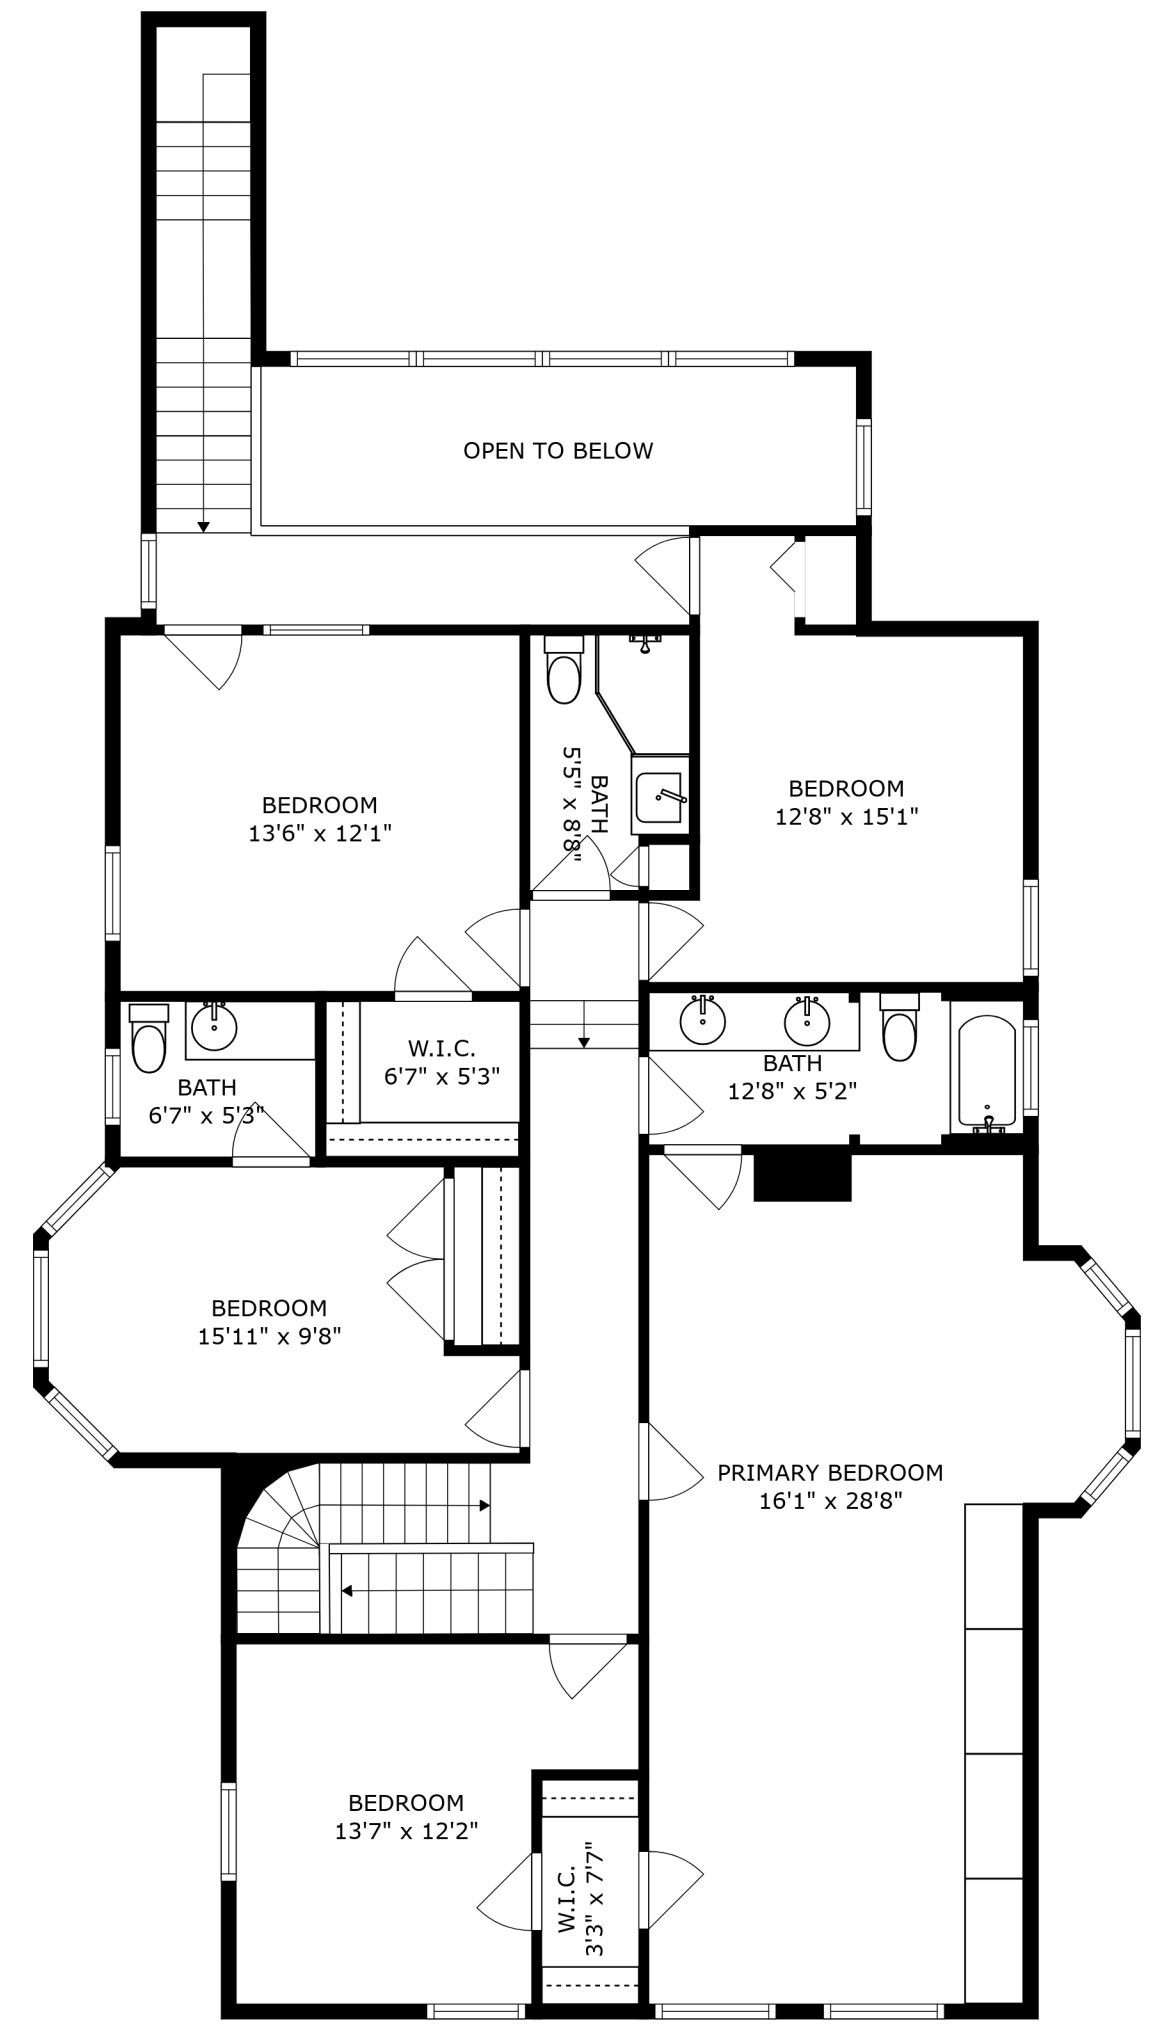 OPEN TO BELOW
BEDROOM
13'6" x 12'1"
BATH
5'5" x 8'8"
BEDROOM
12'8" x 15'1"
BATH
6'7" x 5'3"
W.I.C.
6'7" x 5'3"
BATH
12'8" x 5'2"
BEDROOM
15'11" x 9'8"
PRIMARY BEDROOM
16'1" x 28'8"
BEDROOM
13'7" x 12'2"
W.I.C.
3'3" x 7'7"